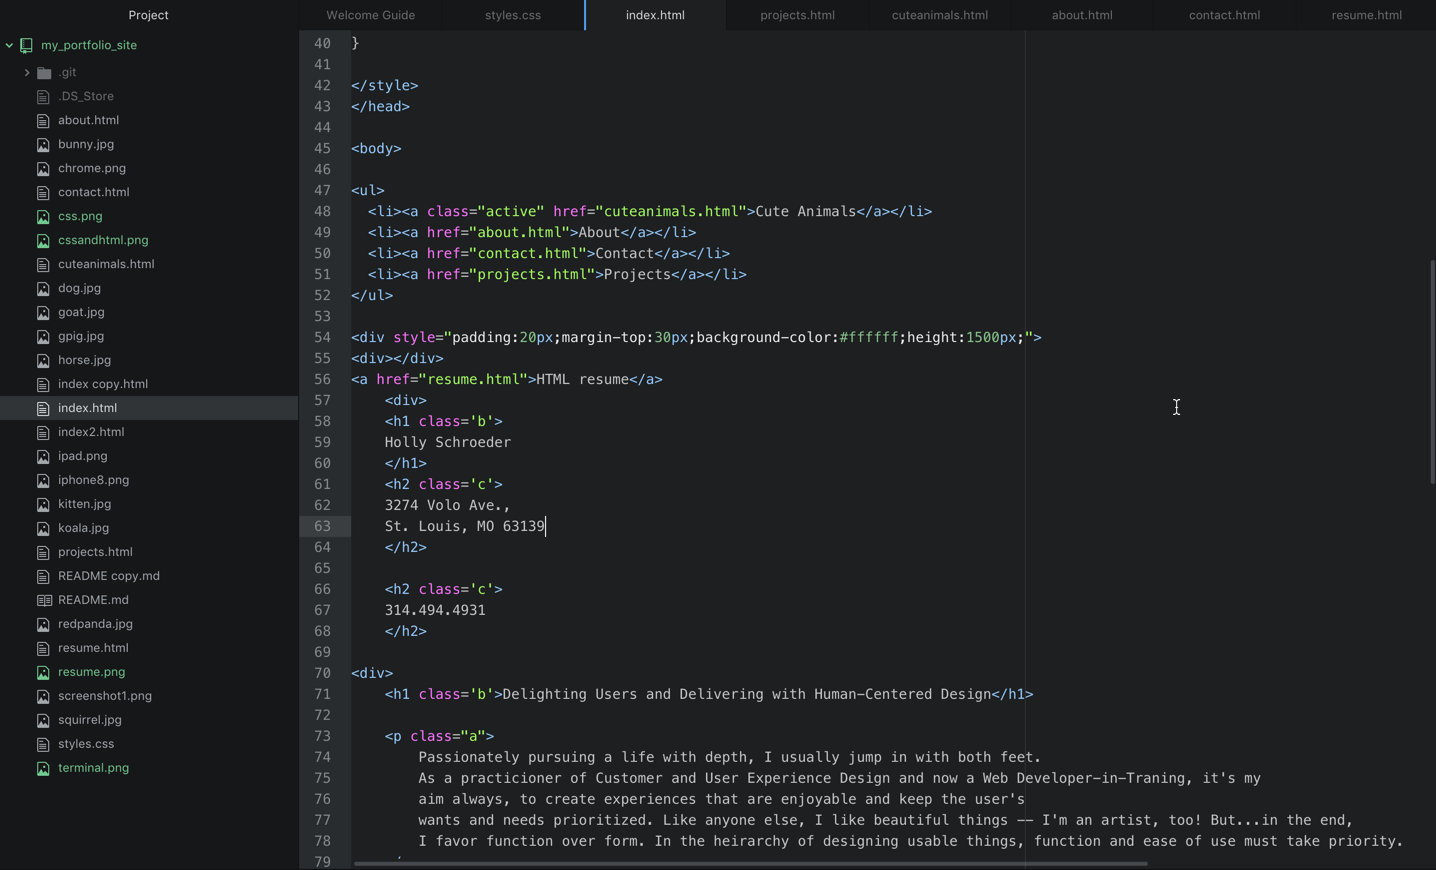 Project
my_portfolio_site
.git
.DS_Store
about.html
bunny.jpg
chrome.png
contact.html
css.png
cssandhtml.png
cuteanimals.html
dog.jpg
goat.jpg
gpig.jpg
horse.jpg
index copy.html
index.html
index2.html
ipad.png
iphone8.png
kitten.jpg
koala.jpg
projects.html
README copy.md
README.md
redpanda.jpg
resume.html
resume.png
screenshot1.png
squirrel.jpg
styles.css
terminal.png
Welcome Guide styles.css index.html projects.html cuteanimals.html about.html contact.html resume.html
40 }
41
42 </style>
43 </head>
44
45 <body>
46
47 <ul>
48 <li><a class="active" href="cuteanimals.html">Cute Animals</a></li>
49 <li><a href="about.html">About</a></li>
50 <li><a href="contact.html">Contact</a></li>
51 <li><a href="projects.html">Projects</a></li>
52 </ul>
53
54 <div style="padding:20px;margin-top:30px;background-color:#ffffff;height:1500px;">
55 <div></div>
56 <a href="resume.html">HTML resume</a>
57 <div>
58 <h1 class='b'>
59 Holly Schroeder
60 </h1>
61 <h2 class='c'>
62 3274 Volo Ave.,
63 St. Louis, MO 63139
64 </h2>
65
66 <h2 class='c'>
67 314.494.4931
68 </h2>
69
70 <div>
71 <h1 class='b'>Delighting Users and Delivering with Human-Centered Design</h1>
72
73 <p class="a">
74 Passionately pursuing a life with depth, I usually jump in with both feet.
75 As a practicioner of Customer and User Experience Design and now a Web Developer-in-Traning, it's my
76 aim always, to create experiences that are enjoyable and keep the user's
77 wants and needs prioritized. Like anyone else, I like beautiful things -- I'm an artist, too! But...in the end,
78 I favor function over form. In the heirarchy of designing usable things, function and ease of use must take priority.
79